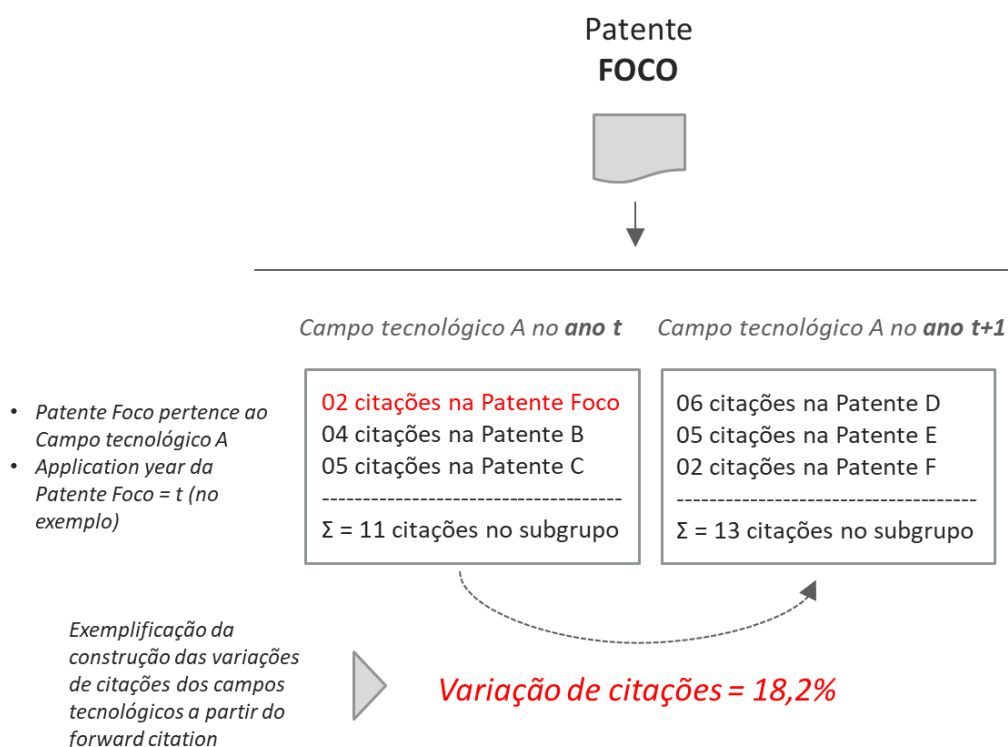 Patente
FOCO
Campo tecnológico A no ano t
Campo tecnológico A no ano t+1
• Patente Foco pertence ao
Campo tecnológico A
• Application year da
Patente Foco = t (no
exemplo)
02 citações na Patente Foco
04 citações na Patente B
05 citações na Patente C
-------------------------------------
Σ = 11 citações no subgrupo
06 citações na Patente D
05 citações na Patente E
02 citações na Patente F
-------------------------------------
Σ = 13 citações no subgrupo
Exemplificação da
construção das variações
de citações dos campos
tecnológicos a partir do
forward citation
Variação de citações = 18,2%